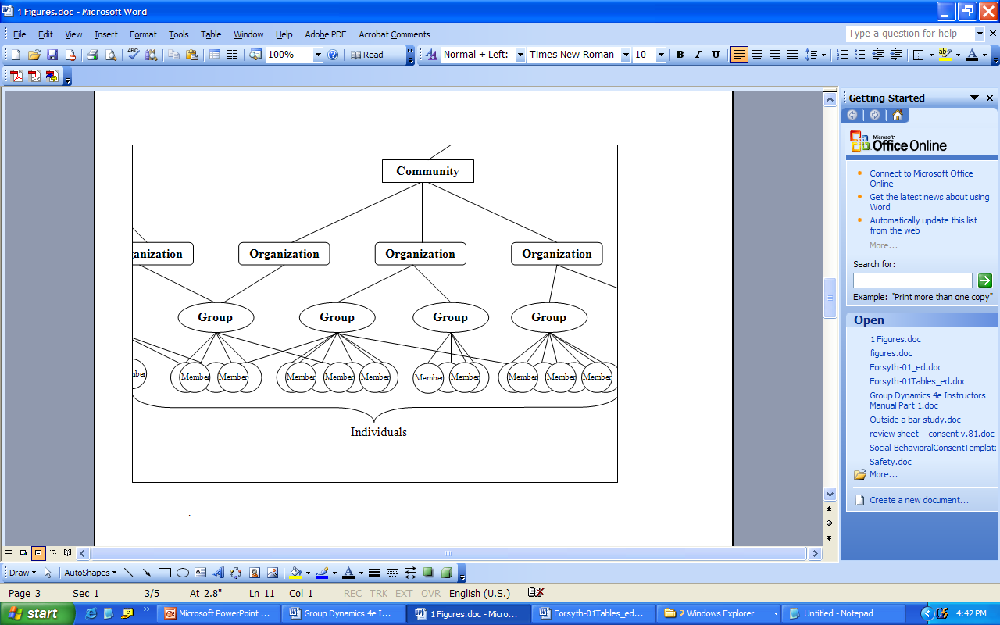 1 Figures.doc - Microsoft Word
File Edit View Insert Format Tools Table Window Help Adobe PDF Acrobat Comments
Type a question for help
100% Read Normal + Left: Times New Roman 10 B I U
Getting Started
Microsoft
Office Online
Connect to Microsoft Office
Online
Get the latest news about using
Word
Automatically update this list
from the web
More...
Search for:
Example: "Print more than one copy"
Open
1 Figures.doc
figures.doc
Forsyth-01_ed.doc
Forsyth-01Tables_ed.doc
Group Dynamics 4e Instructors
Manual Part 1.doc
Outside a bar study.doc
review sheet - consent v.81.doc
Social-BehavioralConsentTemplate
Safety.doc
More...
Create a new document...
Community
ganization Organization Organization Organization
Group Group Group Group
mber Member Member Member Member Member Member Member Member Member Member
Individuals
Draw AutoShapes
Page 3 Sec 1 3/5 At 2.8" Ln 11 Col 1 REC TRK EXT OVR English (U.S.)
start Microsoft PowerPoint ... Group Dynamics 4e I... 1 Figures.doc - Micro... Forsyth-01Tables_ed... 2 Windows Explorer Untitled - Notepad 4:42 PM